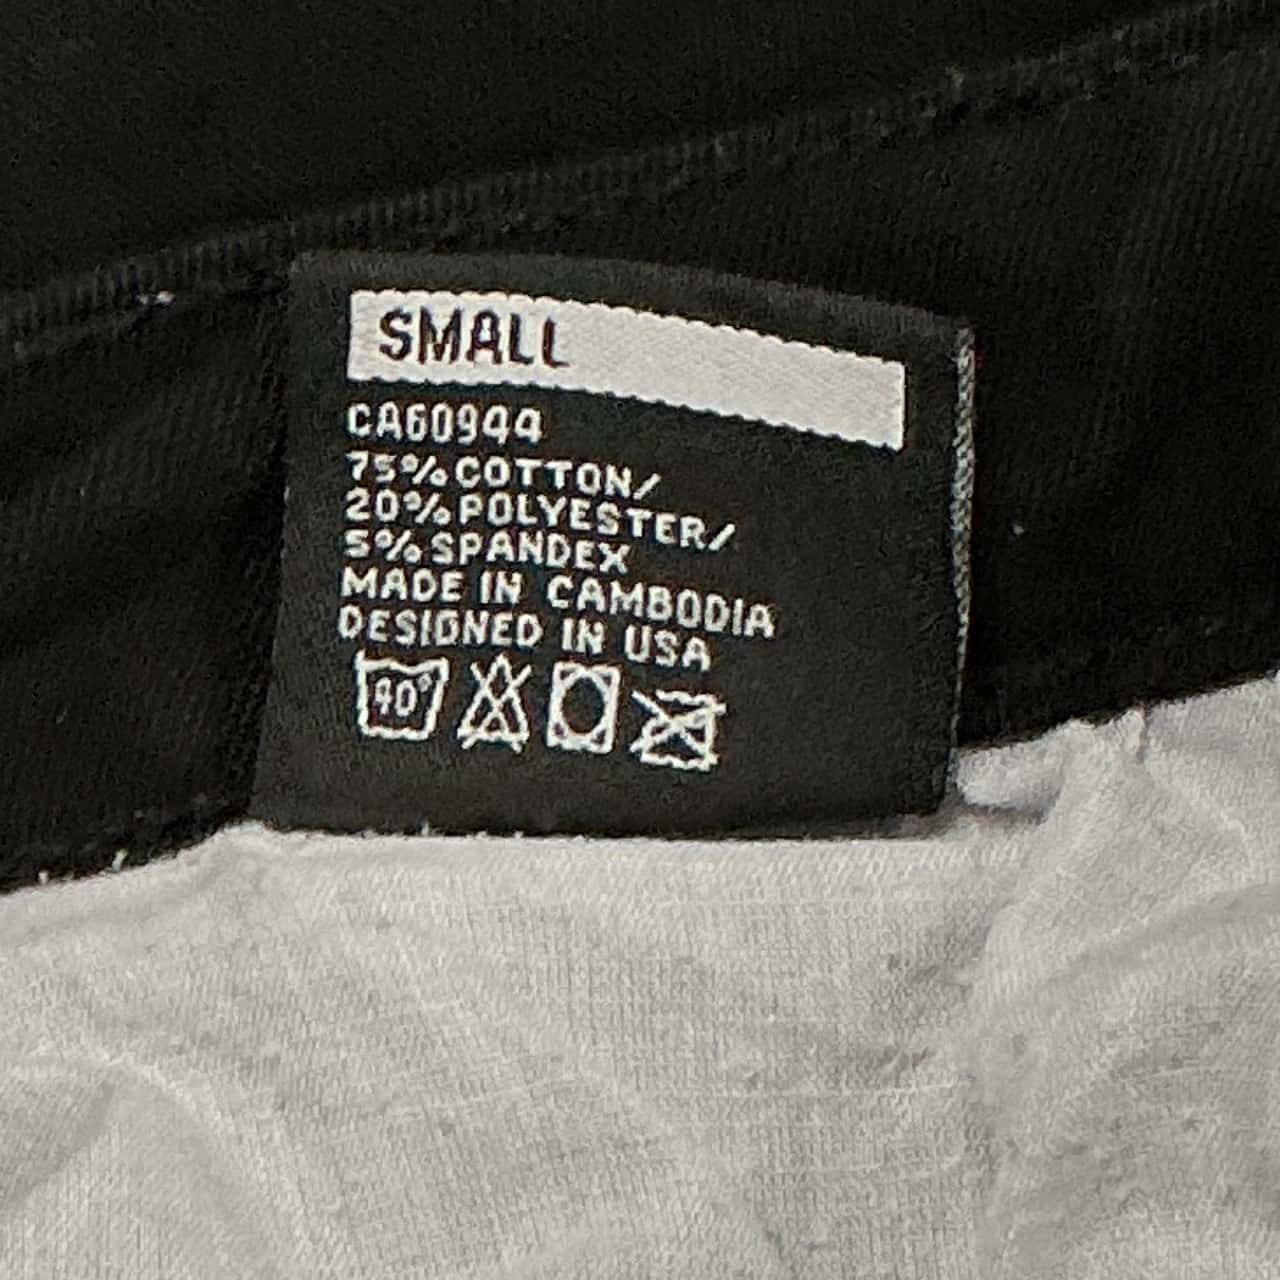 SMALL
CA60944
75% COTTON/
20% POLYESTER/
5% SPANDEX
MADE IN CAMBODIA
DESIGNED IN USA
40°